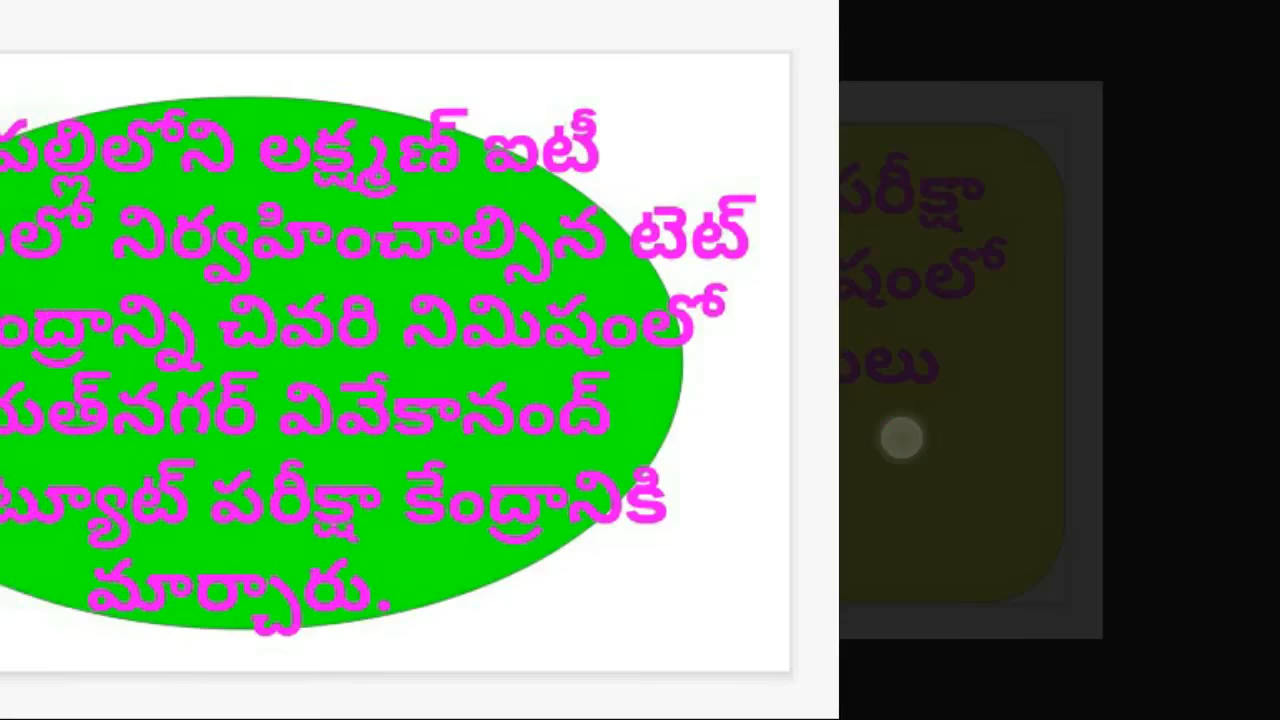 పల్లిలోని లక్ష్మణ్ ఐటీ
లో నిర్వహించాల్సిన టెట్
ంద్రాన్ని చివరి నిమిషంలో
యత్‌నగర్ వివేకానంద్
ట్యూట్ పరీక్షా కేంద్రానికి
మార్చారు.
పరీక్షా
షంలో
లు